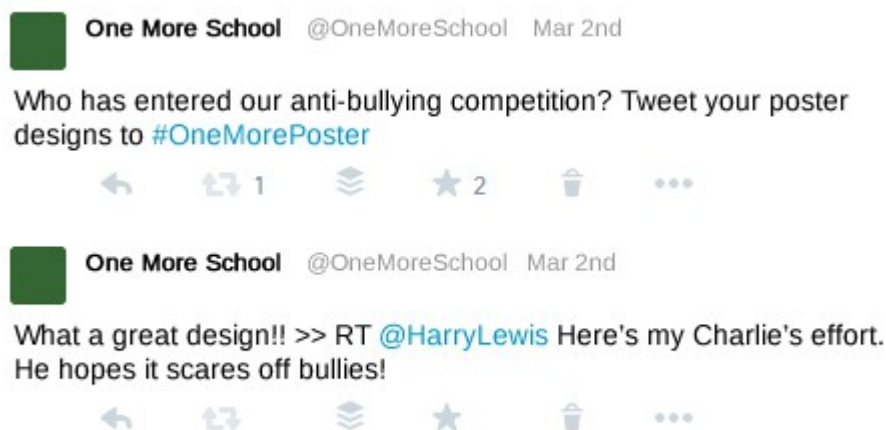 One More School @OneMoreSchool Mar 2nd
Who has entered our anti-bullying competition? Tweet your poster
designs to #OneMorePoster
1 2
One More School @OneMoreSchool Mar 2nd
What a great design!! >> RT @HarryLewis Here's my Charlie's effort.
He hopes it scares off bullies!